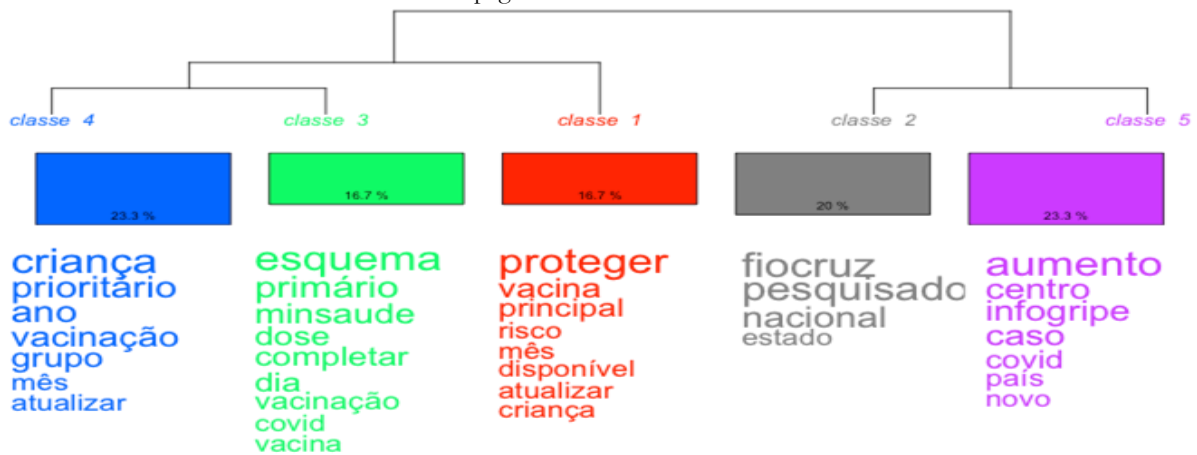 classe 4
classe 3
classe 1
classe 2
classe 5
23.3 %
16.7 %
16.7 %
20 %
23.3 %
criança
prioritário
ano
vacinação
grupo
mês
atualizar
esquema
primário
minsaude
dose
completar
dia
vacinação
covid
vacina
proteger
vacina
principal
risco
mês
disponível
atualizar
criança
fiocruz
pesquisado
nacional
estado
aumento
centro
infogripe
caso
covid
país
novo